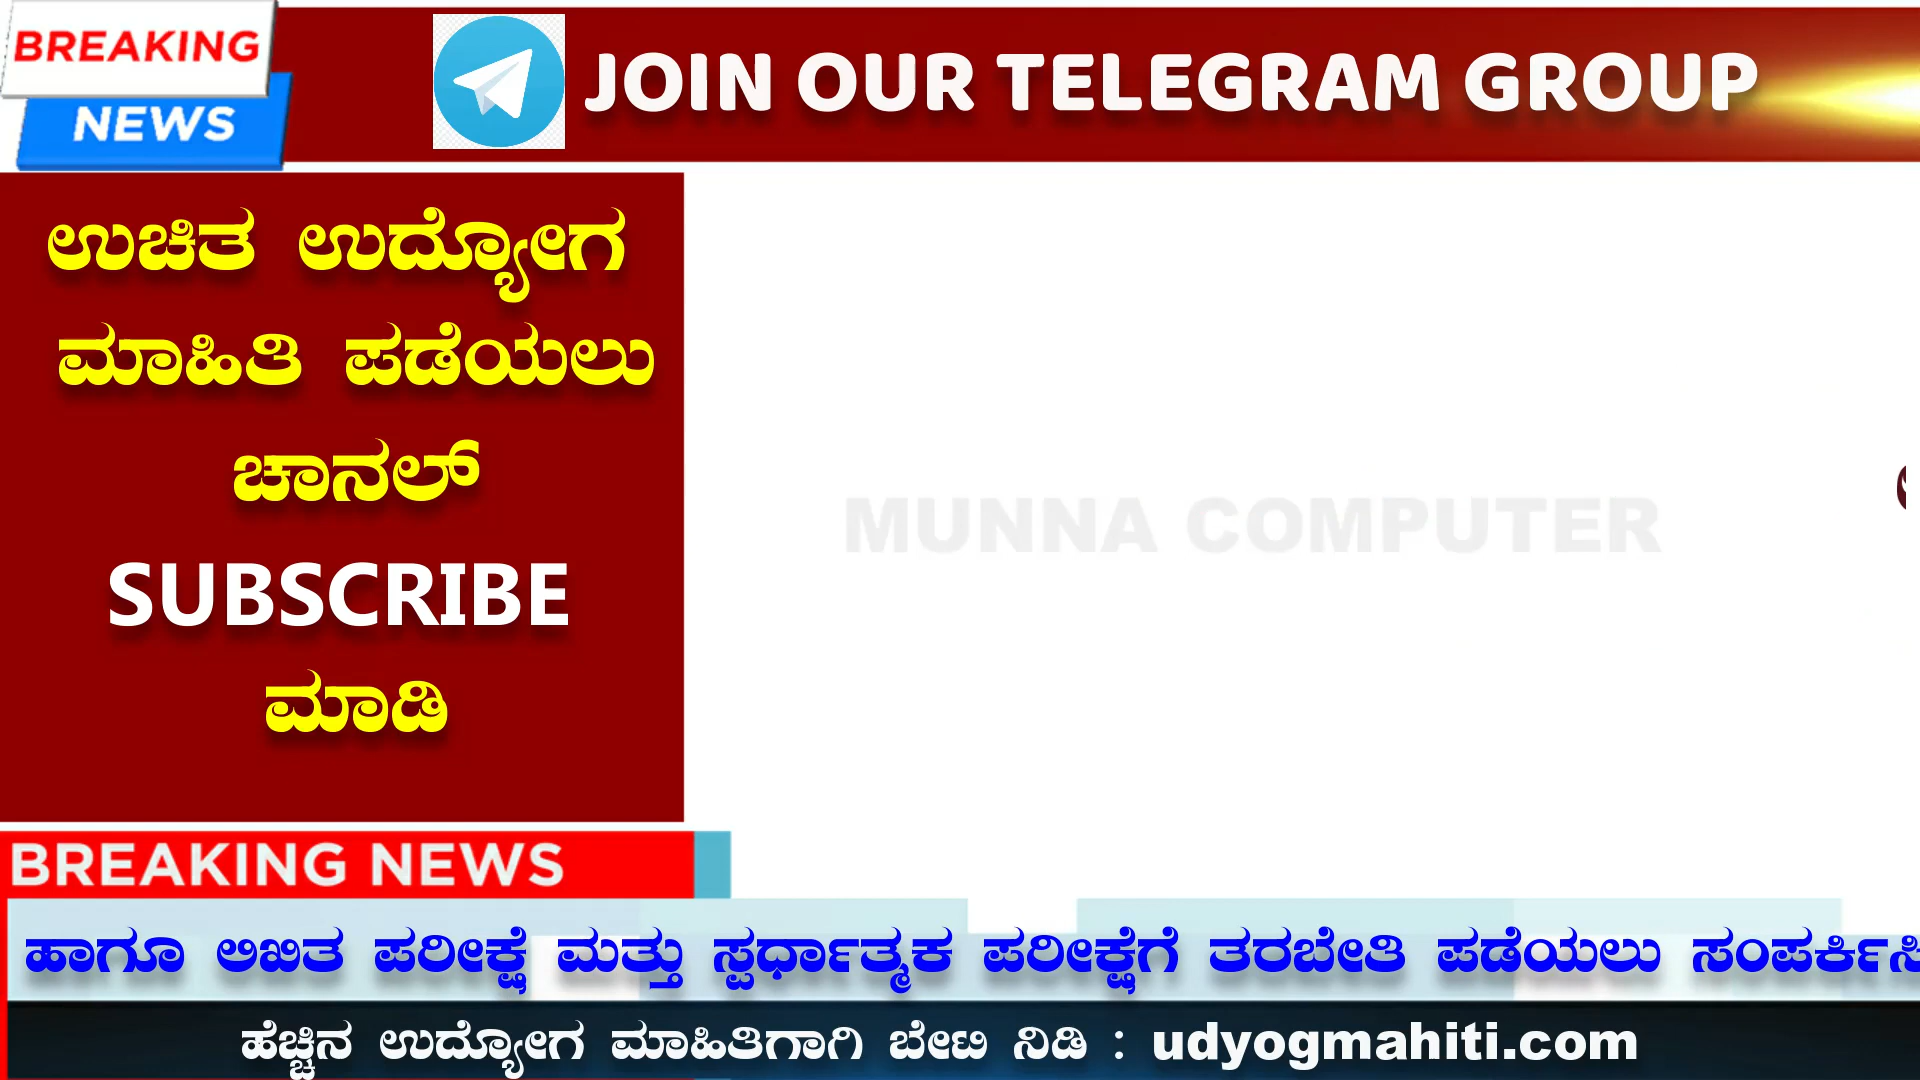 BREAKING
NEWS
JOIN OUR TELEGRAM GROUP
ಉಚಿತ ಉದ್ಯೋಗ
ಮಾಹಿತಿ ಪಡೆಯಲು
ಚಾನಲ್
SUBSCRIBE
ಮಾಡಿ
MUNNA COMPUTER
BREAKING NEWS
ಹಾಗೂ ಲಿಖಿತ ಪರೀಕ್ಷೆ ಮತ್ತು ಸ್ಪರ್ಧಾತ್ಮಕ ಪರೀಕ್ಷೆಗೆ ತರಬೇತಿ ಪಡೆಯಲು ಸಂಪರ್ಕಿಸಿ
ಹೆಚ್ಚಿನ ಉದ್ಯೋಗ ಮಾಹಿತಿಗಾಗಿ ಬೇಟಿ ನಿಡಿ : udyogmahiti.com